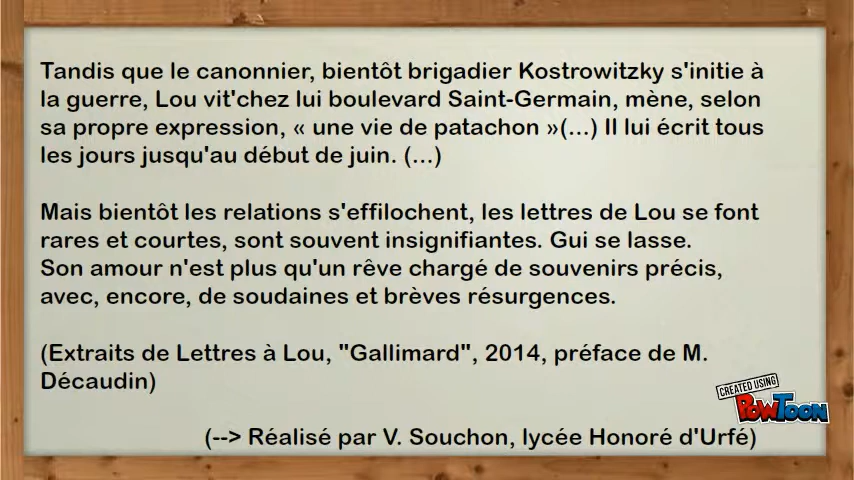 Tandis que le canonnier, bientôt brigadier Kostrowitzky s'initie à
la guerre, Lou vit'chez lui boulevard Saint-Germain, mène, selon
sa propre expression, « une vie de patachon »(...) Il lui écrit tous
les jours jusqu'au début de juin. (...)
Mais bientôt les relations s'effilochent, les lettres de Lou se font
rares et courtes, sont souvent insignifiantes. Gui se lasse.
Son amour n'est plus qu'un rêve chargé de souvenirs précis,
avec, encore, de soudaines et brèves résurgences.
(Extraits de Lettres à Lou, "Gallimard", 2014, préface de M.
Décaudin)
CREATED USING
POWTOON
(--> Réalisé par V. Souchon, lycée Honoré d'Urfé)